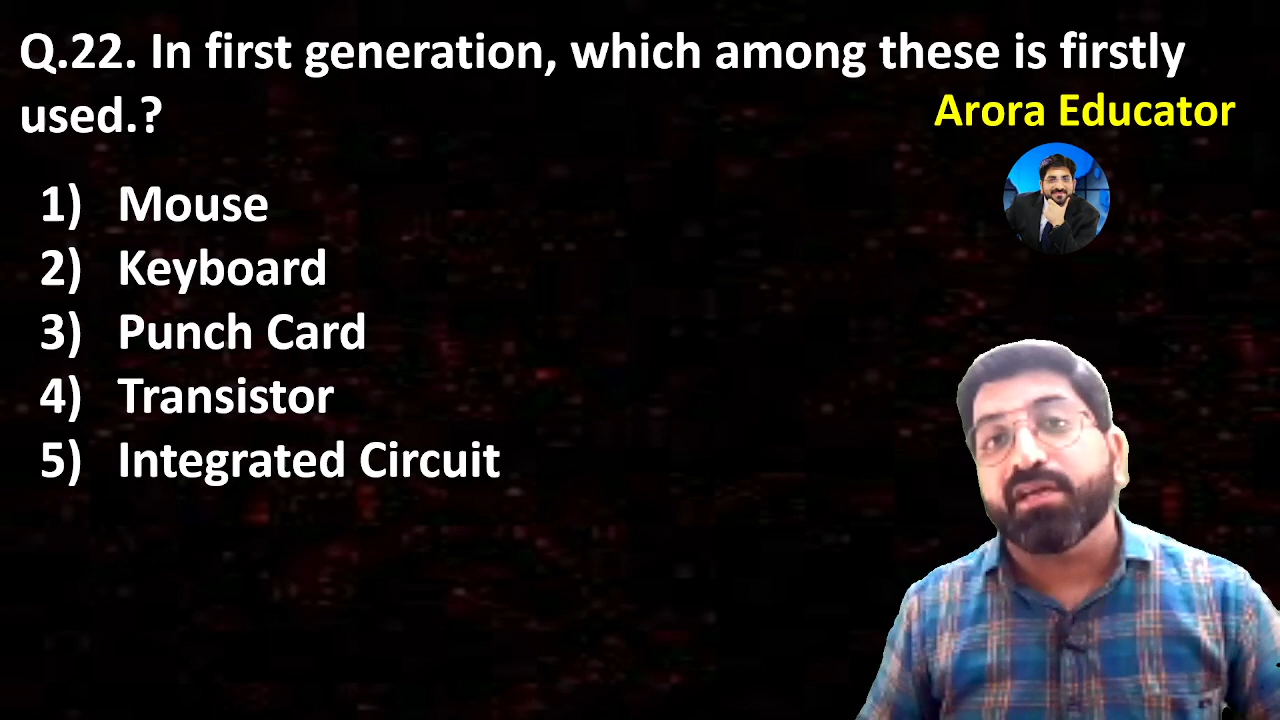 Q.22. In first generation, which among these is firstly
used.?
Arora Educator
1) Mouse
2) Keyboard
3) Punch Card
4) Transistor
5) Integrated Circuit